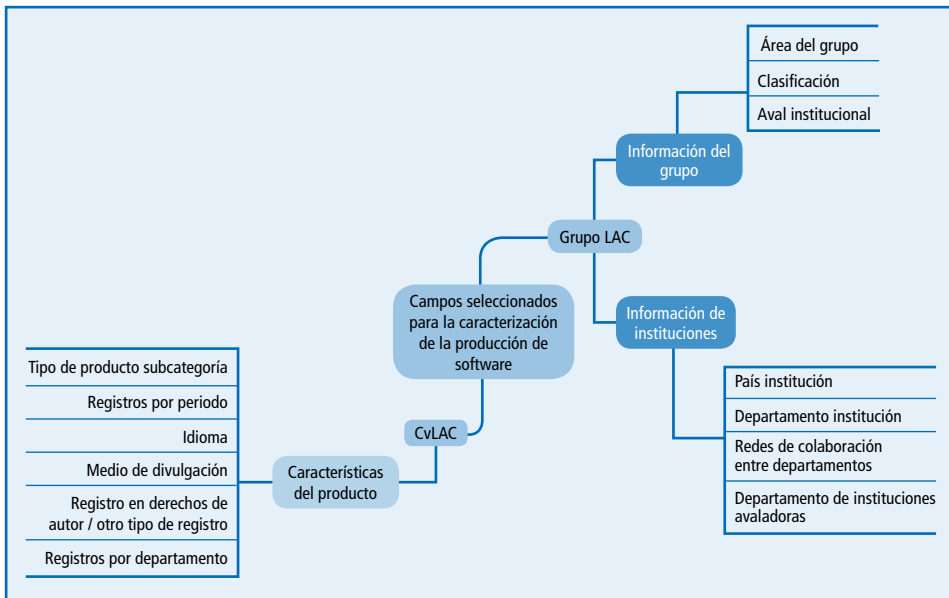 Área del grupo
Clasificación
Aval institucional
Información del
grupo
Grupo LAC
Campos seleccionados
para la caracterización
de la producción de
software
Información de
instituciones
País institución
Departamento institución
Redes de colaboración
entre departamentos
Departamento de instituciones
avaladoras
CvLAC
Características
del producto
Tipo de producto subcategoría
Registros por periodo
Idioma
Medio de divulgación
Registro en derechos de
autor / otro tipo de registro
Registros por departamento